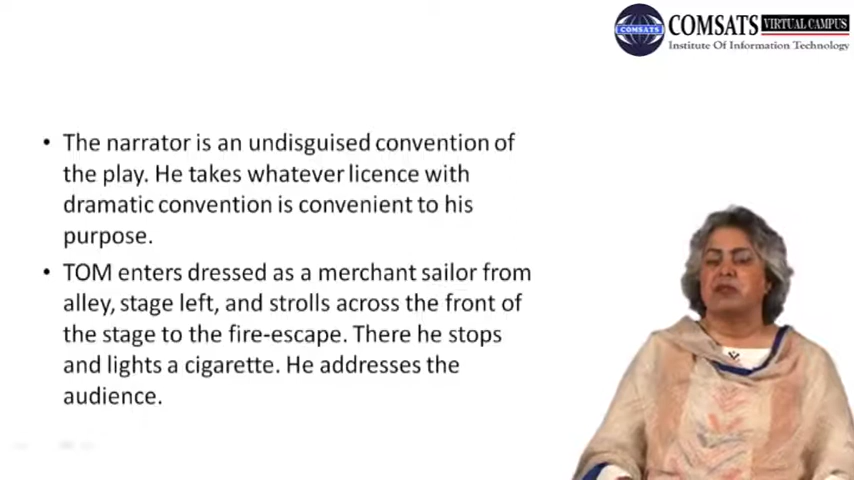 COMSATS
COMSATS VIRTUAL CAMPUS
Institute Of Information Technology
• The narrator is an undisguised convention of
the play. He takes whatever licence with
dramatic convention is convenient to his
purpose.
• TOM enters dressed as a merchant sailor from
alley, stage left, and strolls across the front of
the stage to the fire-escape. There he stops
and lights a cigarette. He addresses the
audience.